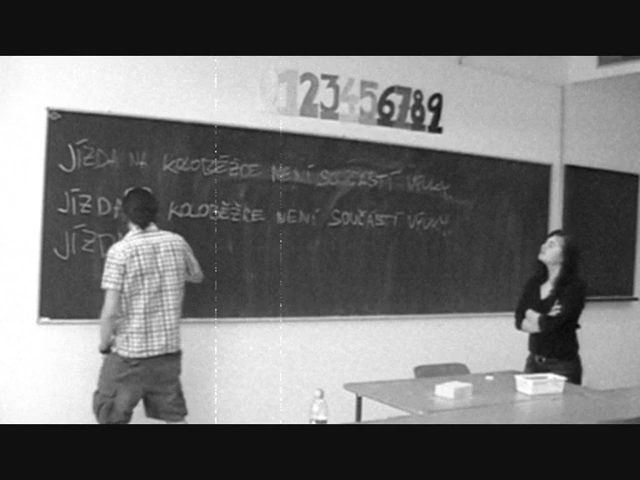 123456789
JÍZDA NA KOLOBĚŽCE NENÍ SOUČÁSTÍ VÝUKY
JÍZDA KOLOBĚŽCE NENÍ SOUČÁSTÍ VÝUKY
JÍZD